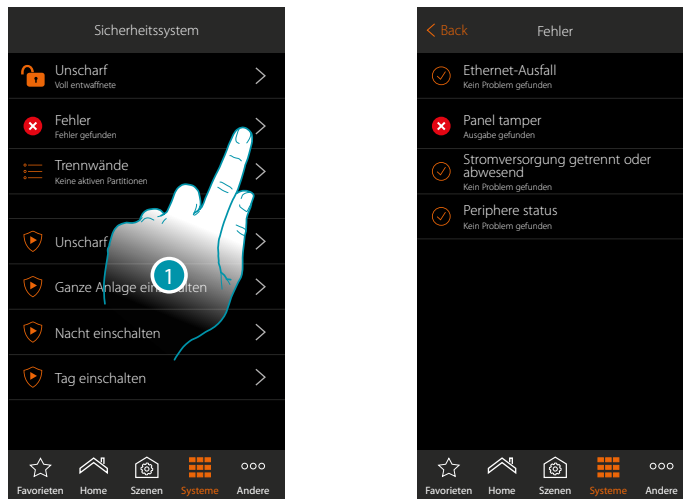 Sicherheitssystem
Unscharf
Voll entwaffnete
Fehler
Fehler gefunden
Trennwände
Keine aktiven Partitionen
Unscharf
1
Ganze Anlage einschalten
Nacht einschalten
Tag einschalten
Favorieten Home Szenen Systeme Andere
Back Fehler
Ethernet-Ausfall
Kein Problem gefunden
Panel tamper
Ausgabe gefunden
Stromversorgung getrennt oder
abwesend
Kein Problem gefunden
Periphere status
Kein Problem gefunden
Favorieten Home Szenen Systeme Andere